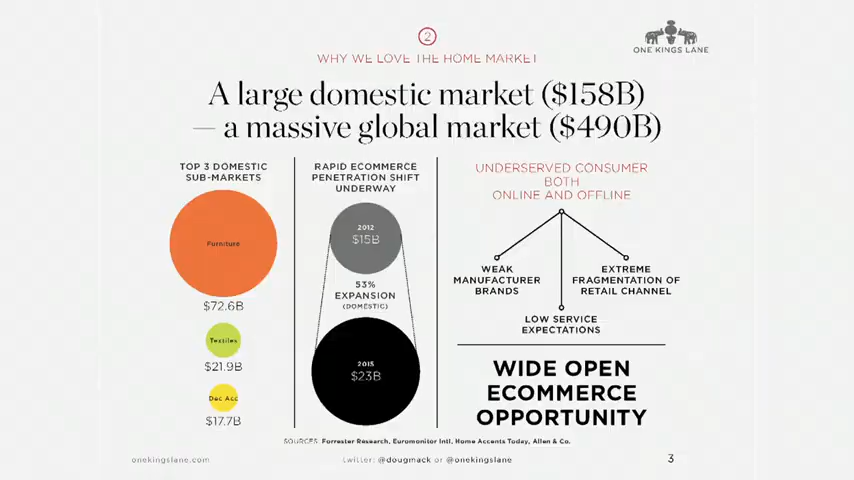 2
WHY WE LOVE THE HOME MARKET
ONE KINGS LANE
A large domestic market ($158B)
— a massive global market ($490B)
TOP 3 DOMESTIC
SUB-MARKETS
Furniture
$72.6B
Textiles
$21.9B
Dec Acc
$17.7B
RAPID ECOMMERCE
PENETRATION SHIFT
UNDERWAY
2012
$15B
53%
EXPANSION
(DOMESTIC)
2015
$23B
UNDERSERVED CONSUMER
BOTH
ONLINE AND OFFLINE
WEAK
MANUFACTURER
BRANDS
EXTREME
FRAGMENTATION OF
RETAIL CHANNEL
LOW SERVICE
EXPECTATIONS
WIDE OPEN
ECOMMERCE
OPPORTUNITY
SOURCES: Forrester Research, Euromonitor Intl, Home Accents Today, Allen & Co.
onekingslane.com
twitter: @dougmack or @onekingslane
3